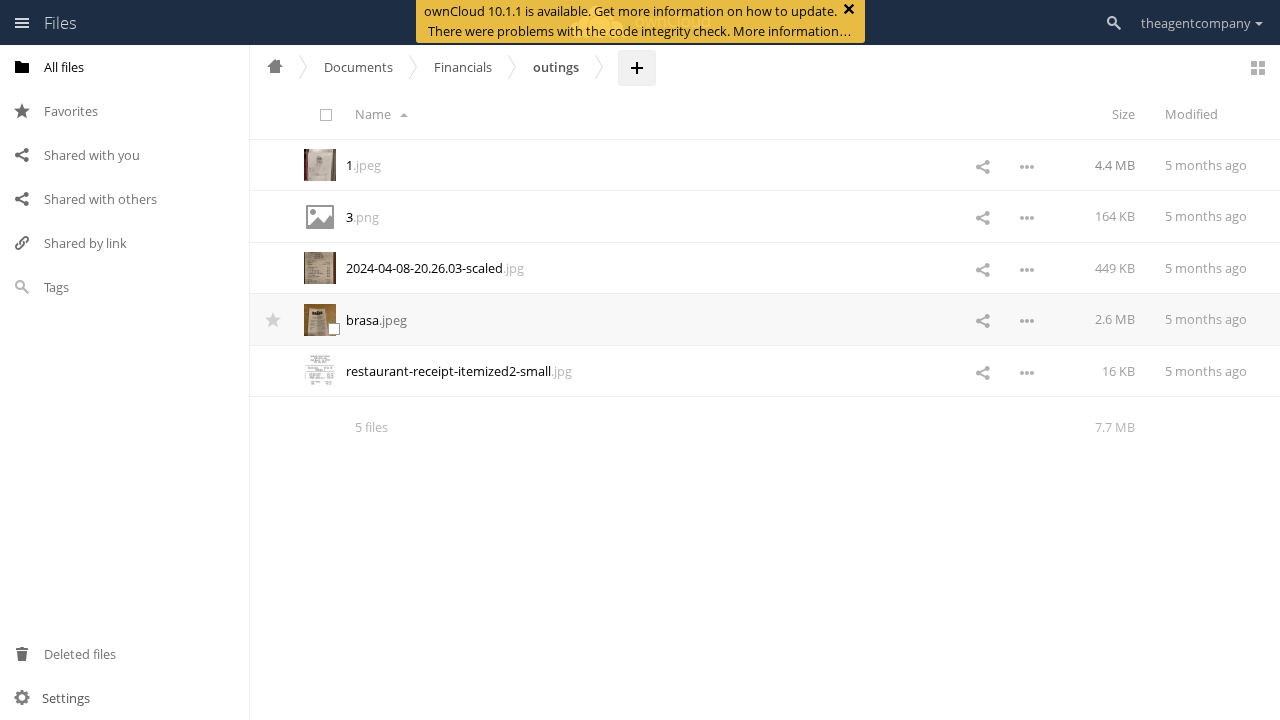 Files
ownCloud 10.1.1 is available. Get more information on how to update.
There were problems with the code integrity check. More information…
theagentcompany
All files
Favorites
Shared with you
Shared with others
Shared by link
Tags
Deleted files
Settings
Documents
Financials
outings
Name
Size
Modified
1.jpeg
4.4 MB
5 months ago
3.png
164 KB
5 months ago
2024-04-08-20.26.03-scaled.jpg
449 KB
5 months ago
brasa.jpeg
2.6 MB
5 months ago
restaurant-receipt-itemized2-small.jpg
16 KB
5 months ago
5 files
7.7 MB